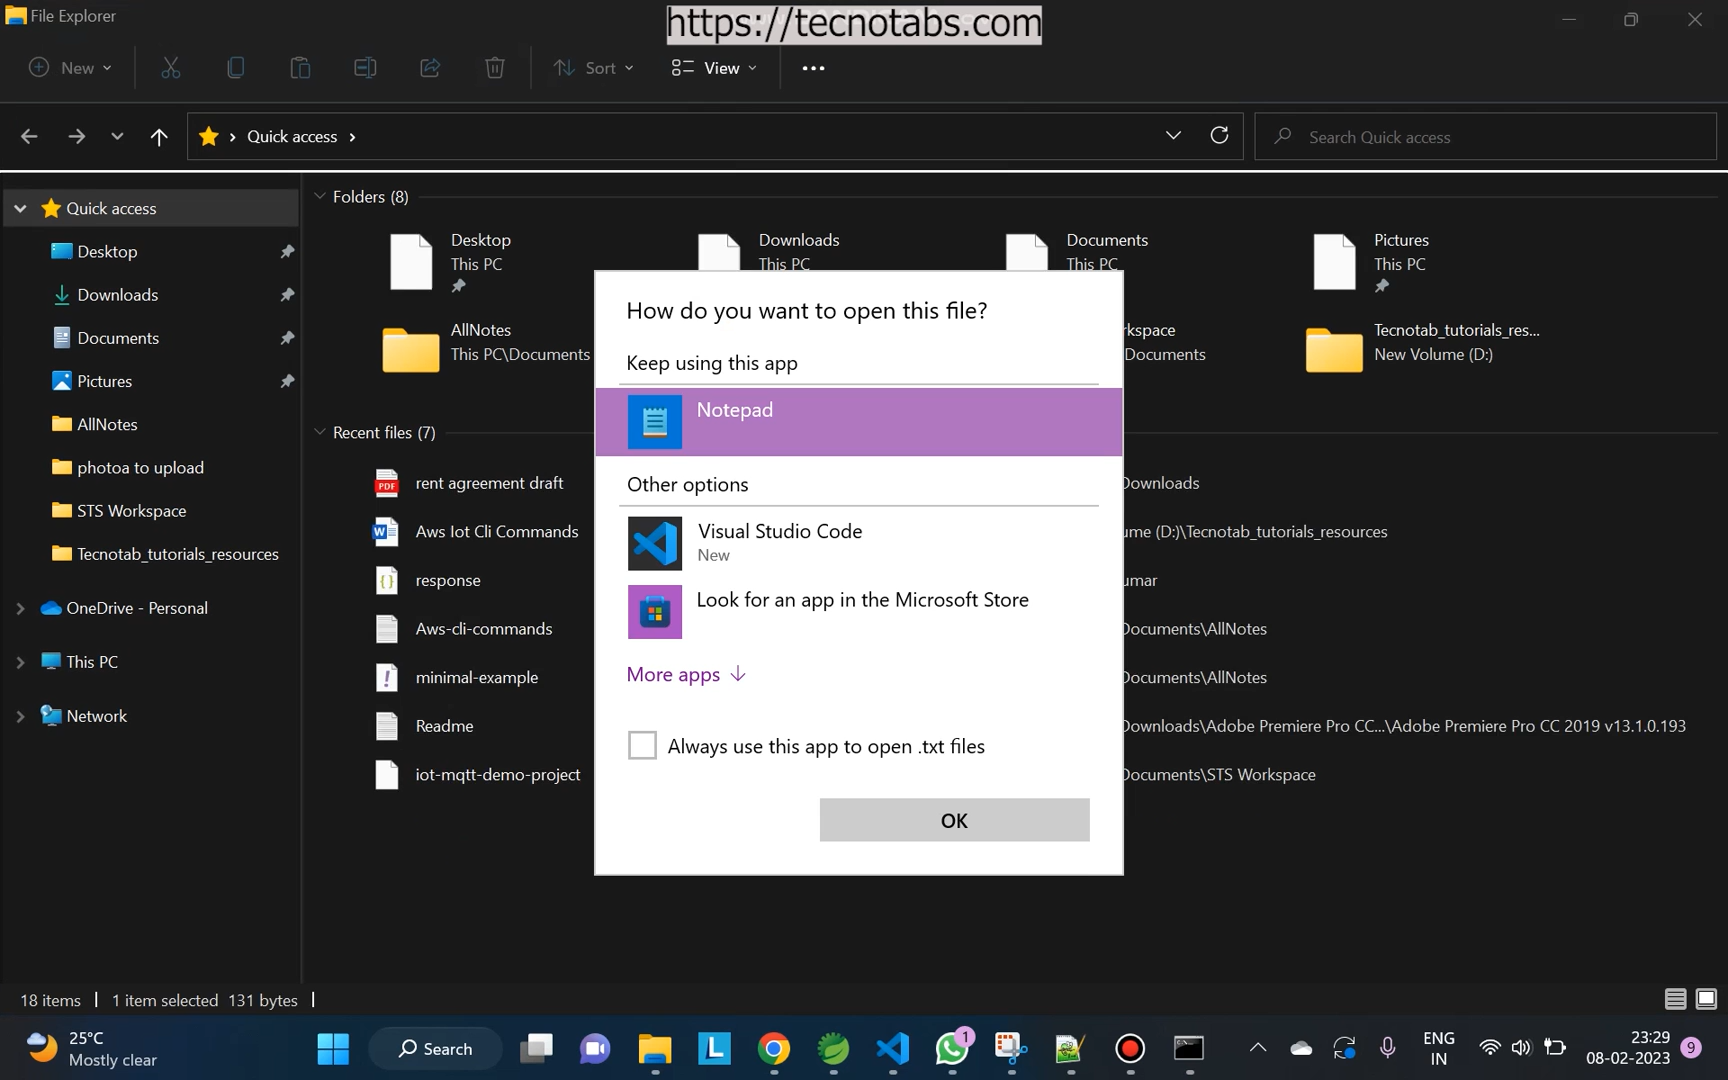 File Explorer
https://tecnotabs.com
New
Sort
View
Quick access
Search Quick access
Quick access
Desktop
Downloads
Documents
Pictures
AllNotes
photoa to upload
STS Workspace
Tecnotab_tutorials_resources
OneDrive - Personal
This PC
Network
Folders (8)
Desktop
This PC
Downloads
This PC
Documents
This PC
Pictures
This PC
AllNotes
This PC\Documents
rkspace
Documents
Tecnotab_tutorials_res...
New Volume (D:)
Recent files (7)
rent agreement draft
Downloads
Aws Iot Cli Commands
ume (D:)\Tecnotab_tutorials_resources
response
umar
Aws-cli-commands
Documents\AllNotes
minimal-example
Documents\AllNotes
Readme
Downloads\Adobe Premiere Pro CC...\Adobe Premiere Pro CC 2019 v13.1.0.193
iot-mqtt-demo-project
Documents\STS Workspace
How do you want to open this file?
Keep using this app
Notepad
Other options
Visual Studio Code
New
Look for an app in the Microsoft Store
More apps
Always use this app to open .txt files
OK
18 items
1 item selected 131 bytes
25°C
Mostly clear
Search
1
ENG
IN
23:29
08-02-2023
9